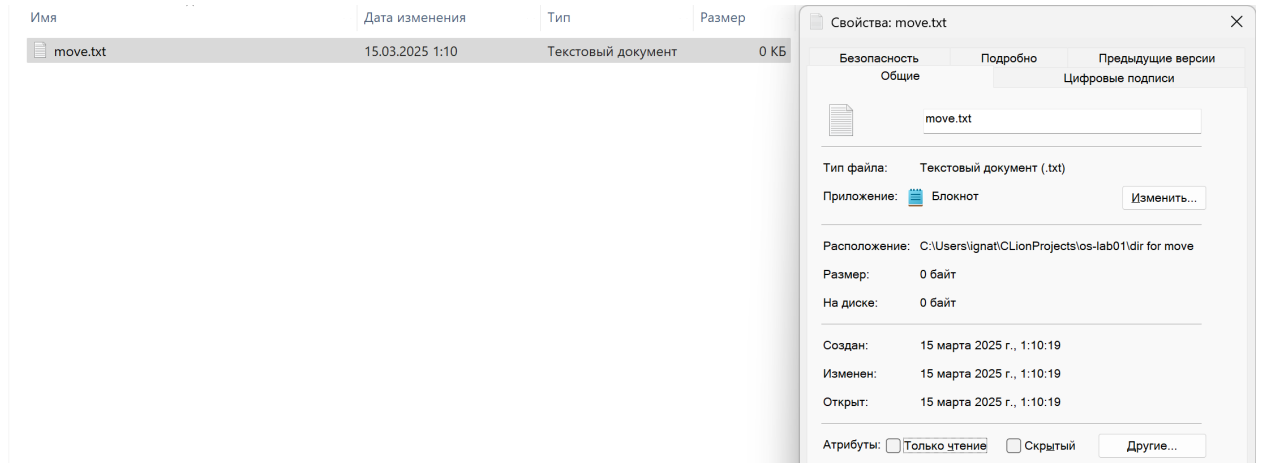 Имя Дата изменения Тип Размер
move.txt 15.03.2025 1:10 Текстовый документ 0 КБ
Свойства: move.txt
Безопасность Подробно Предыдущие версии
Общие Цифровые подписи
move.txt
Тип файла: Текстовый документ (.txt)
Приложение: Блокнот Изменить...
Расположение: C:\Users\ignat\CLionProjects\os-lab01\dir for move
Размер: 0 байт
На диске: 0 байт
Создан: 15 марта 2025 г., 1:10:19
Изменен: 15 марта 2025 г., 1:10:19
Открыт: 15 марта 2025 г., 1:10:19
Атрибуты: Только чтение Скрытый Другие...